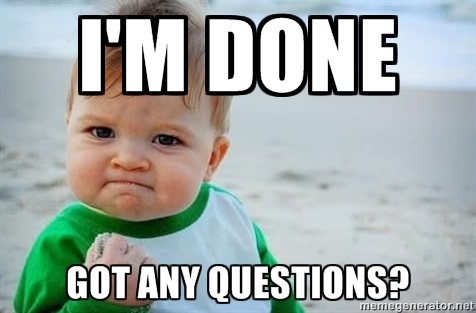 I'M DONE
GOT ANY QUESTIONS?
memegenerator.net